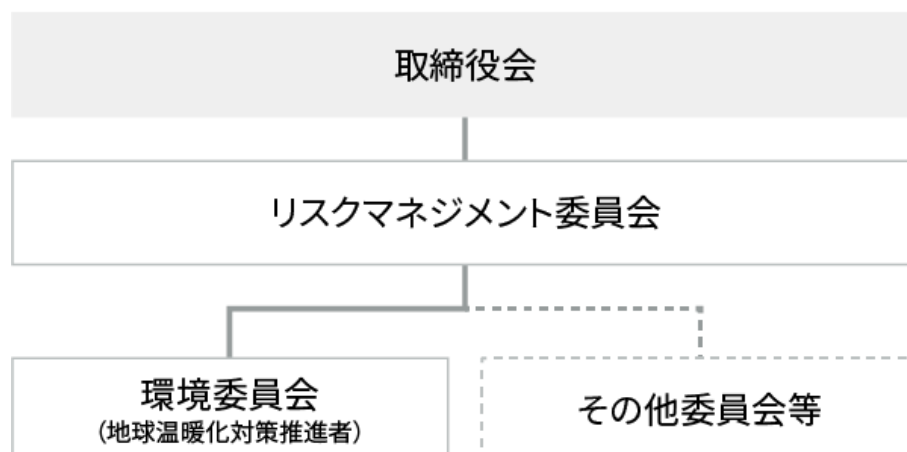 取締役会
リスクマネジメント委員会
環境委員会
（地球温暖化対策推進者）
その他委員会等